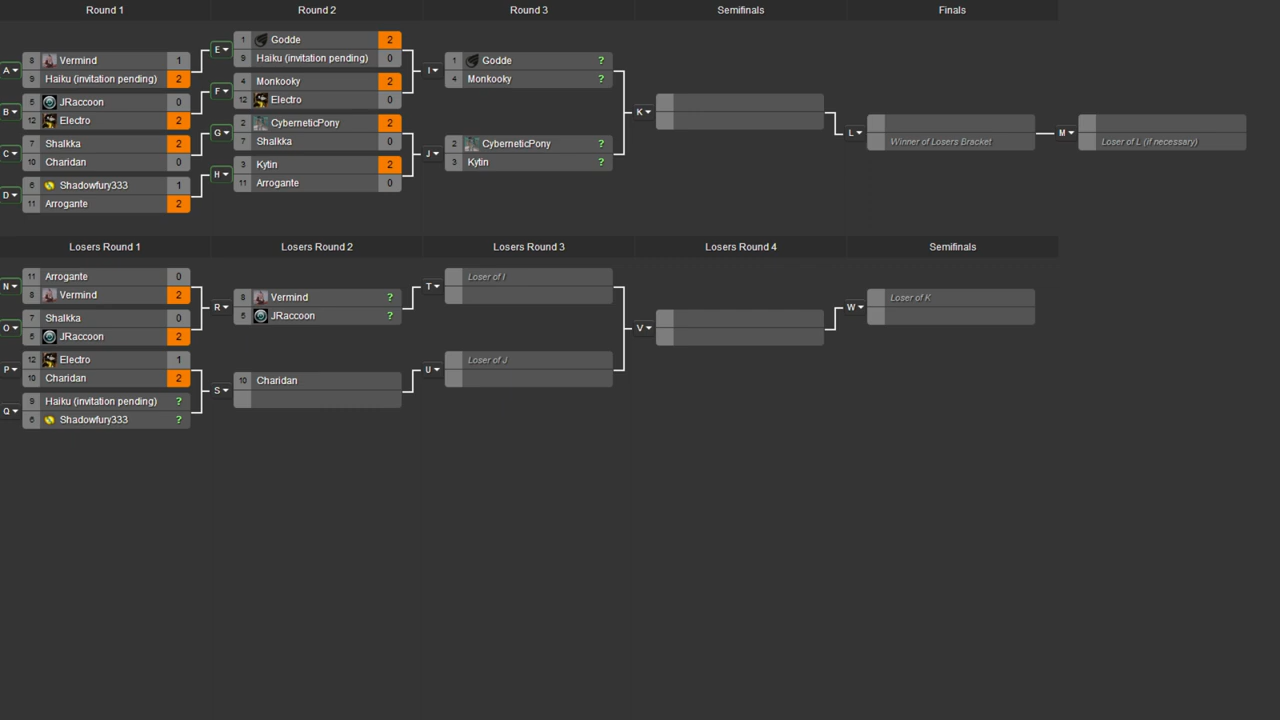 Round 1
Round 2
Round 3
Semifinals
Finals
A
8 Vermind 1
9 Haiku (invitation pending) 2
B
5 JRaccoon 0
12 Electro 2
C
7 Shalkka 2
10 Charidan 0
D
6 Shadowfury333 1
11 Arrogante 2
E
1 Godde 2
9 Haiku (invitation pending) 0
F
4 Monkooky 2
12 Electro 0
G
2 CyberneticPony 2
7 Shalkka 0
H
3 Kytin 2
11 Arrogante 0
I
1 Godde ?
4 Monkooky ?
J
2 CyberneticPony ?
3 Kytin ?
K
L
Winner of Losers Bracket
M
Loser of L (if necessary)
Losers Round 1
Losers Round 2
Losers Round 3
Losers Round 4
Semifinals
N
11 Arrogante 0
8 Vermind 2
O
7 Shalkka 0
5 JRaccoon 2
P
12 Electro 1
10 Charidan 2
Q
9 Haiku (invitation pending) ?
6 Shadowfury333 ?
R
8 Vermind ?
5 JRaccoon ?
S
10 Charidan
T
Loser of I
U
Loser of J
V
W
Loser of K